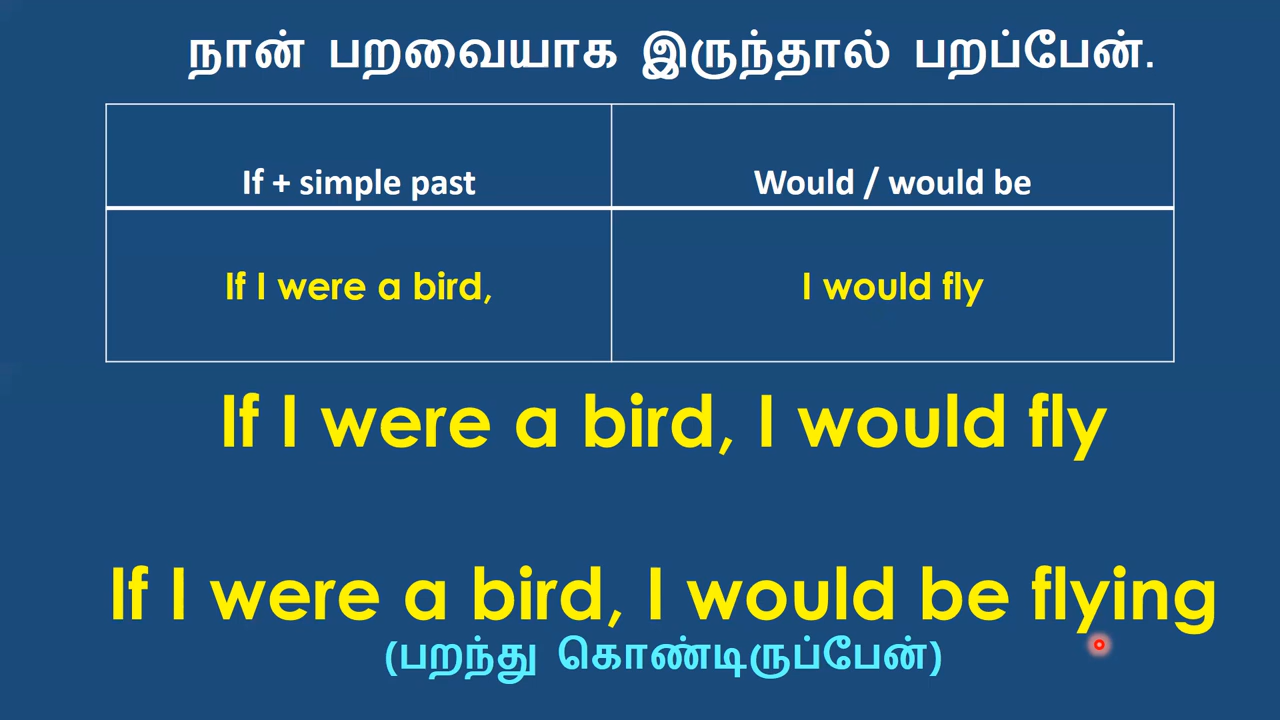 நான் பறவையாக இருந்தால் பறப்பேன்.
If + simple past
Would / would be
If I were a bird,
I would fly
If I were a bird, I would fly
If I were a bird, I would be flying
(பறந்து கொண்டிருப்பேன்)